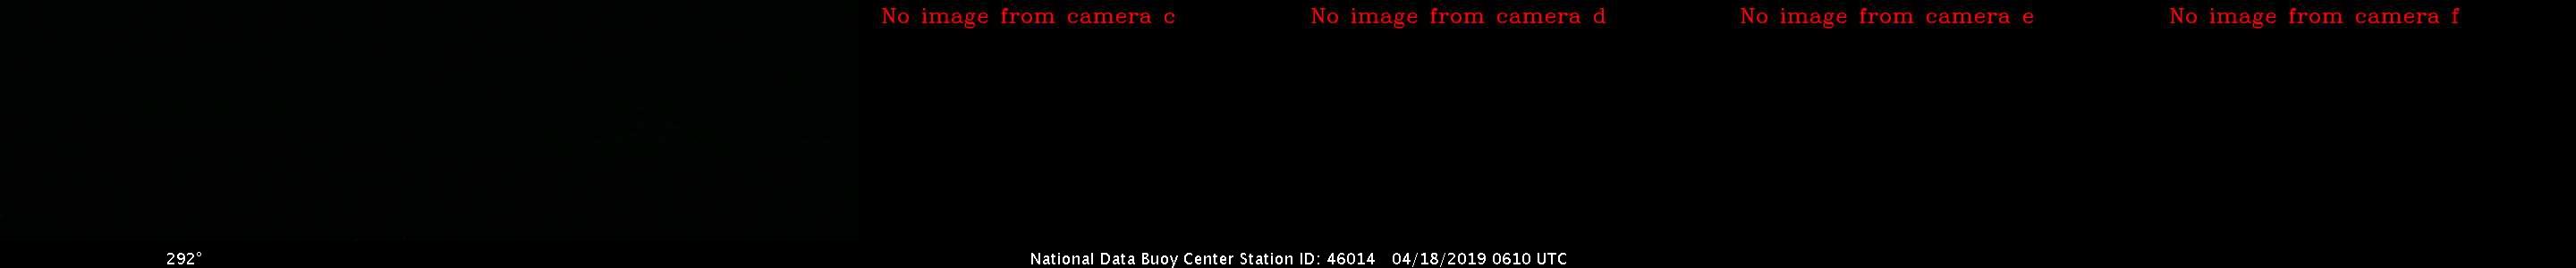 No image from camera c
No image from camera d
No image from camera e
No image from camera f
292°
National Data Buoy Center Station ID: 46014 04/18/2019 0610 UTC